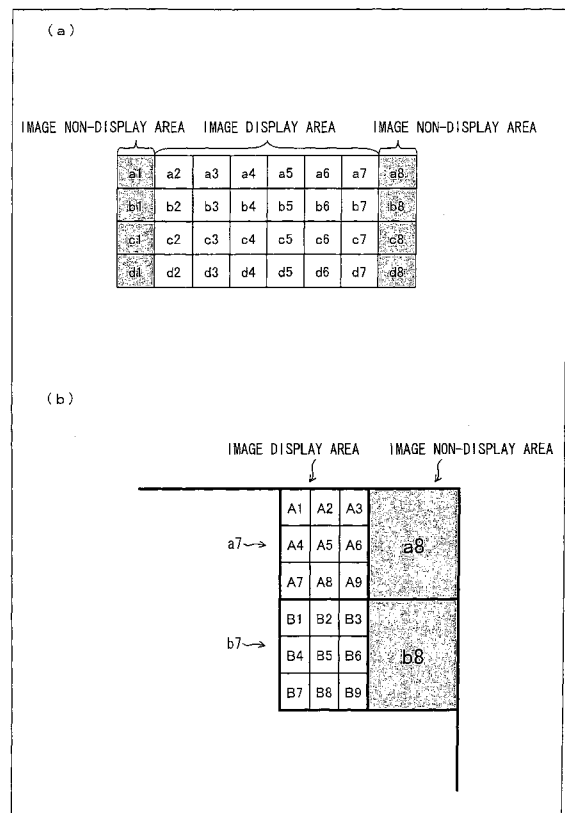 (a)
IMAGE NON-DISPLAY AREA IMAGE DISPLAY AREA IMAGE NON-DISPLAY AREA
a1 a2 a3 a4 a5 a6 a7 a8
b1 b2 b3 b4 b5 b6 b7 b8
c1 c2 c3 c4 c5 c6 c7 c8
d1 d2 d3 d4 d5 d6 d7 d8
(b)
IMAGE DISPLAY AREA IMAGE NON-DISPLAY AREA
A1 A2 A3
a7 A4 A5 A6 a8
A7 A8 A9
B1 B2 B3
b7 B4 B5 B6 b8
B7 B8 B9